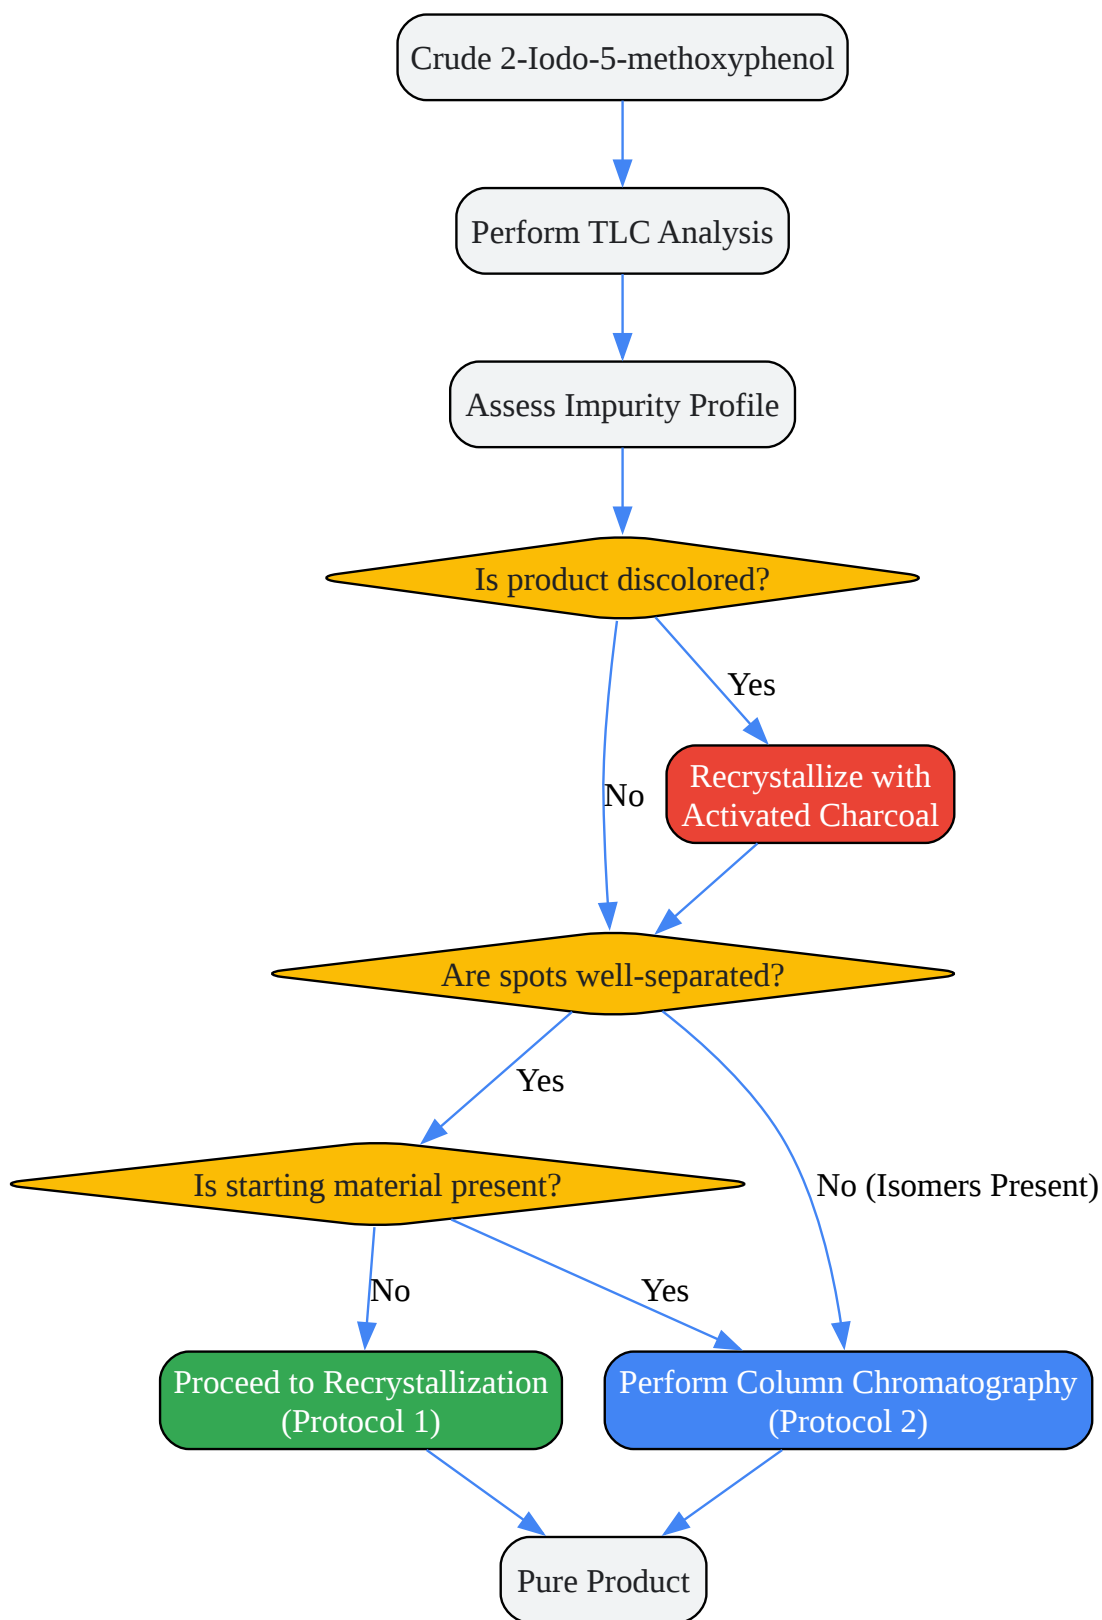 Crude 2-Iodo-5-methoxyphenol
Perform TLC Analysis
Assess Impurity Profile
Is product discolored?
Yes
Recrystallize with
Activated Charcoal
No
Are spots well-separated?
Yes
Is starting material present?
No (Isomers Present)
No
Yes
Proceed to Recrystallization
(Protocol 1)
Perform Column Chromatography
(Protocol 2)
Pure Product